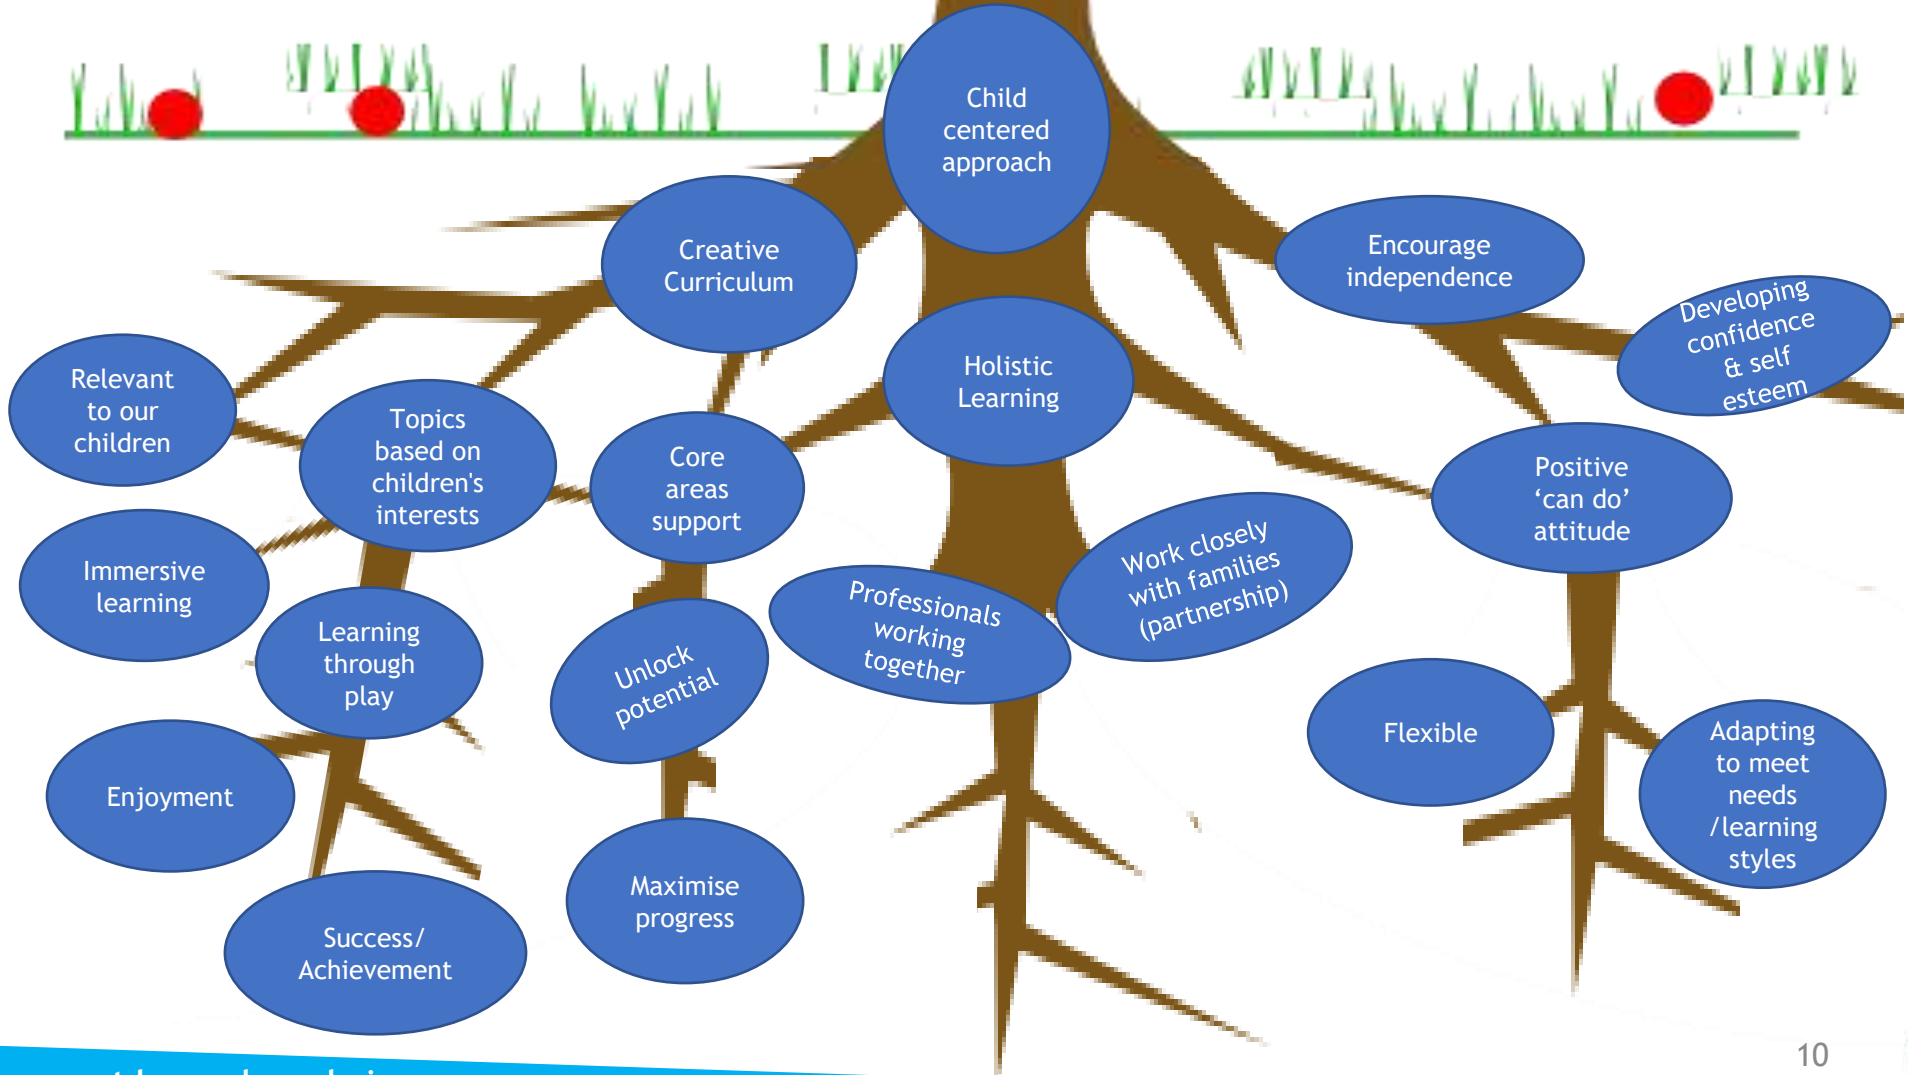 Child
centered
approach
Creative
Curriculum
Encourage
independence
Developing
confidence
& self
esteem
Holistic
Learning
Relevant
to our
children
Topics
based on
children's
interests
Core
areas
support
Positive
‘can do’
attitude
Immersive
learning
Work closely
with families
(partnership)
Professionals
working
together
Learning
through
play
Unlock
potential
Flexible
Adapting
to meet
needs
/learning
styles
Enjoyment
Maximise
progress
Success/
Achievement
10